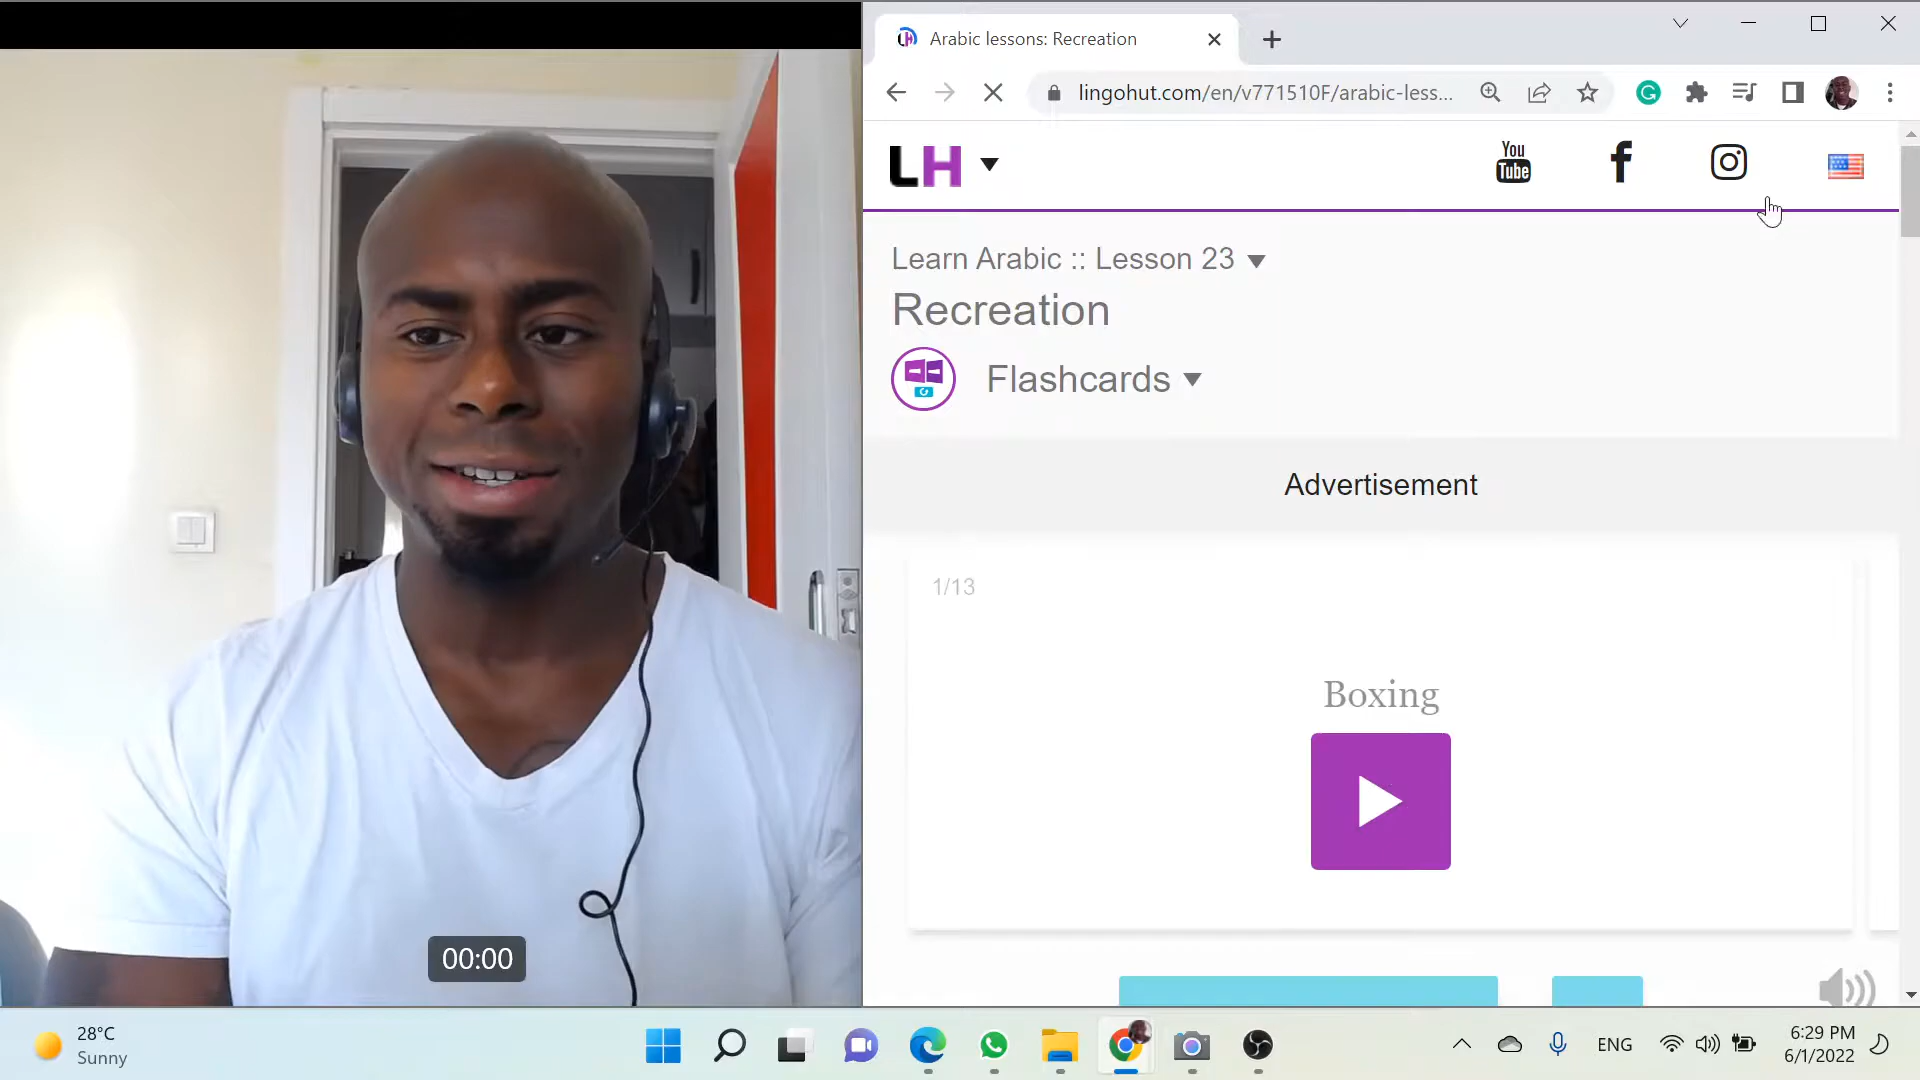 Arabic lessons: Recreation
lingohut.com/en/v771510F/arabic-less...
LH
You
Tube
Learn Arabic :: Lesson 23
Recreation
Flashcards
Advertisement
1/13
Boxing
00:00
28°C
Sunny
ENG
6:29 PM
6/1/2022